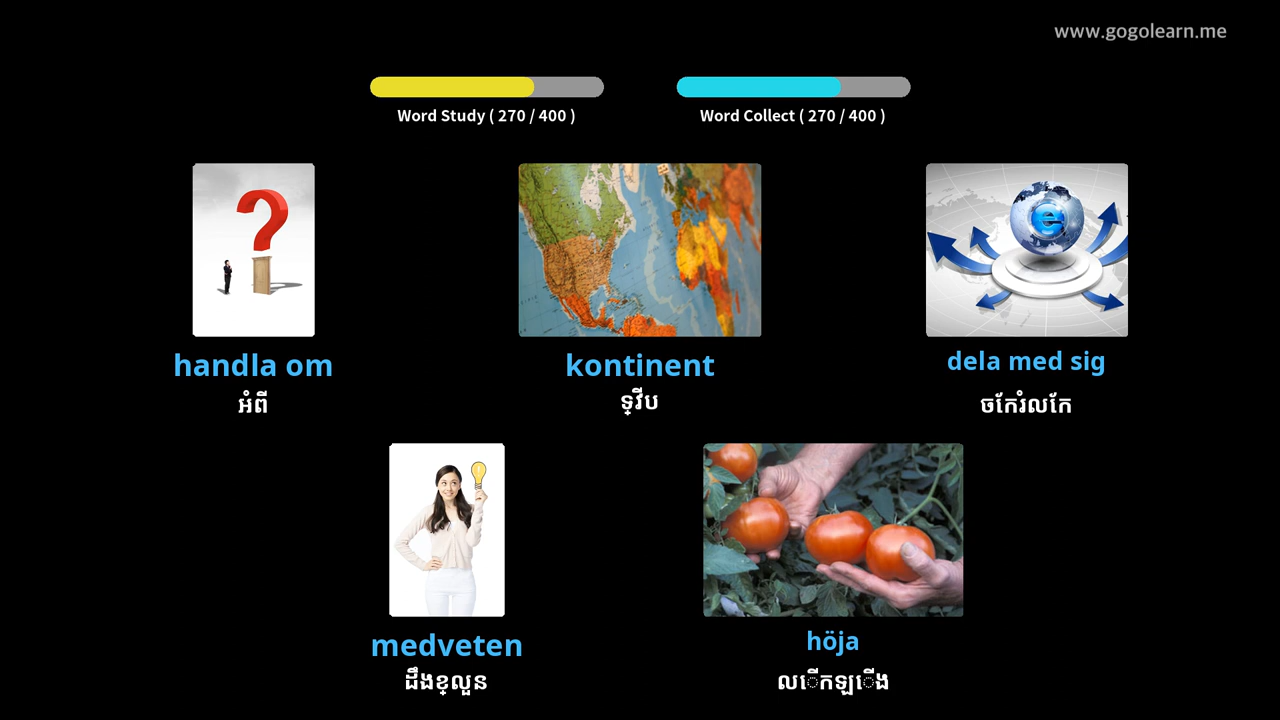 www.gogolearn.me
Word Study ( 270 / 400 )
Word Collect ( 270 / 400 )
handla om
អំពី
kontinent
ទ្វីប
dela med sig
ចែករំលែក
medveten
ដឹងខ្លួន
höja
លើកឡើង